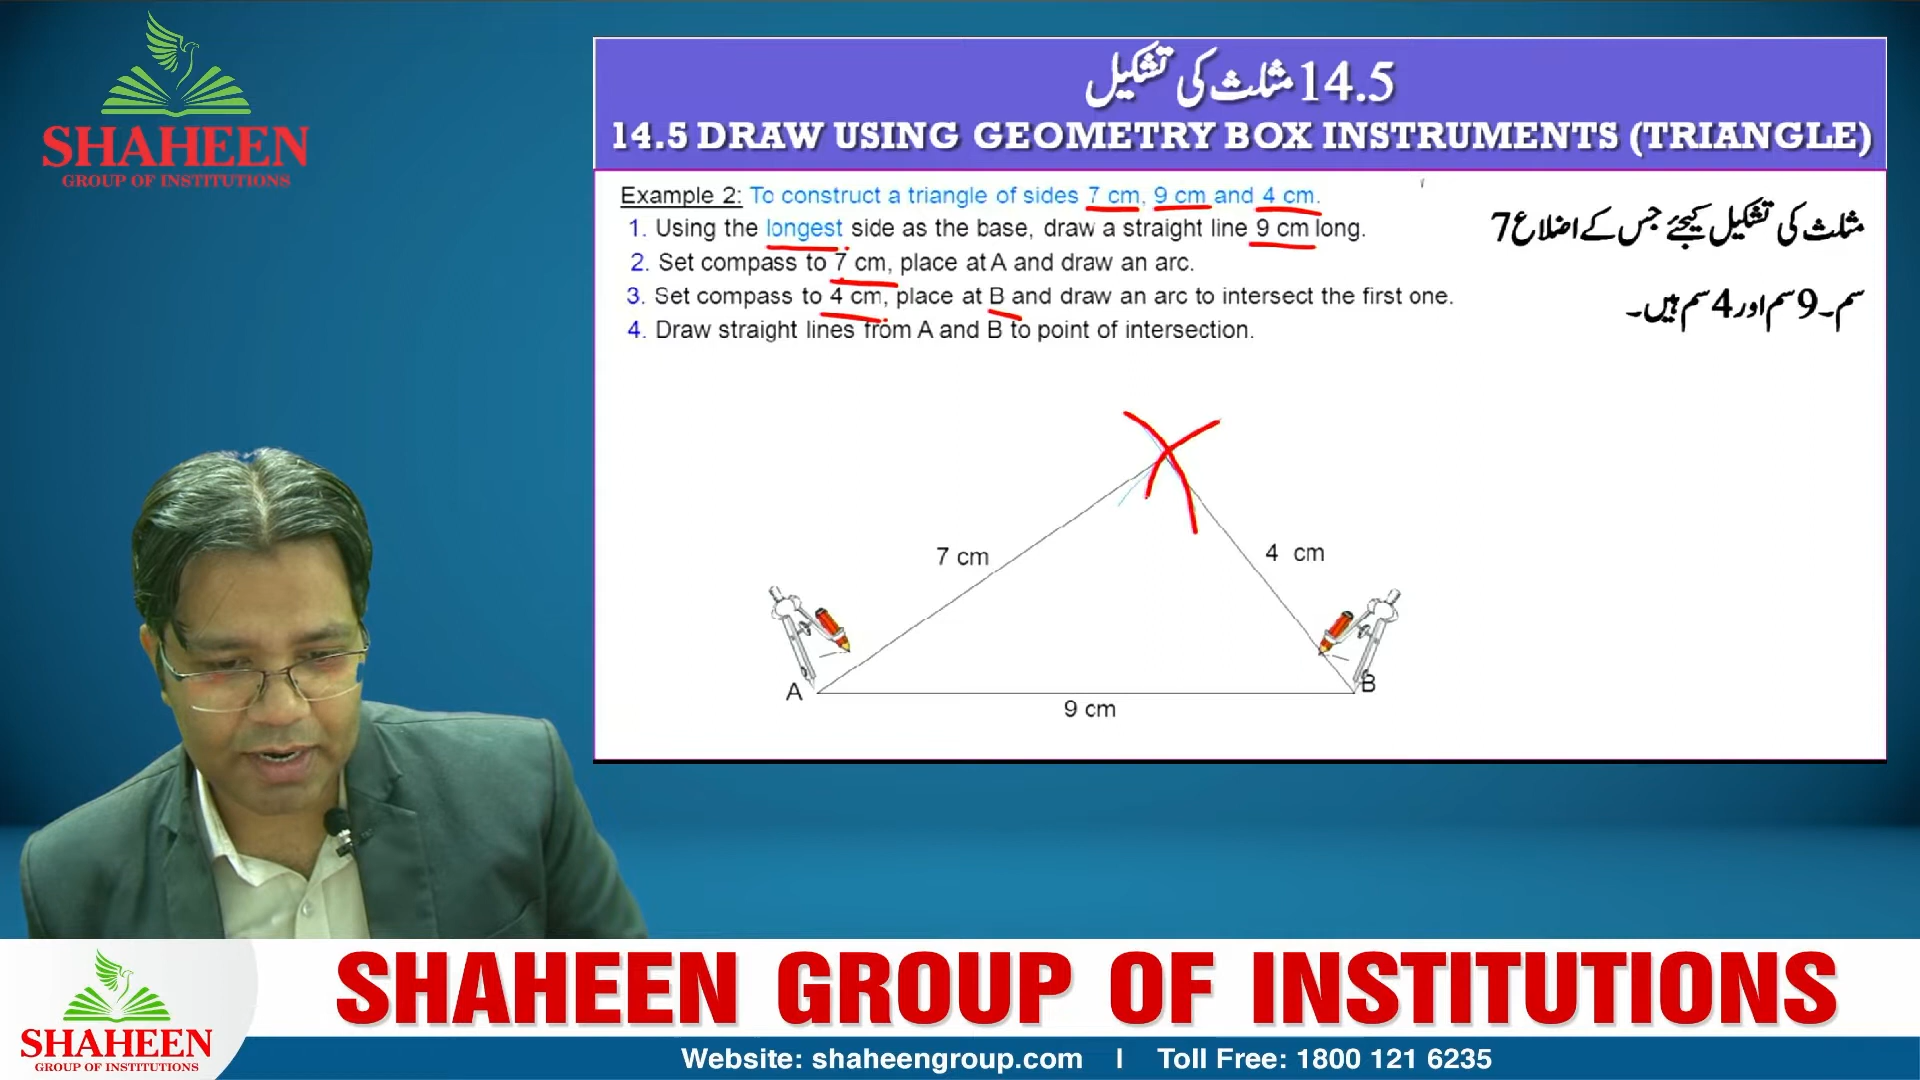 SHAHEEN
GROUP OF INSTITUTIONS
14.5 مثلث کی تشکیل
14.5 DRAW USING GEOMETRY BOX INSTRUMENTS (TRIANGLE)
Example 2: To construct a triangle of sides 7 cm, 9 cm and 4 cm.
1. Using the longest side as the base, draw a straight line 9 cm long.
2. Set compass to 7 cm, place at A and draw an arc.
3. Set compass to 4 cm, place at B and draw an arc to intersect the first one.
4. Draw straight lines from A and B to point of intersection.
مثلث کی تشکیل کیجئے جس کے اضلاع 7
سم۔ 9 سم اور 4 سم ہیں۔
7 cm
4 cm
A
B
9 cm
SHAHEEN
GROUP OF INSTITUTIONS
SHAHEEN GROUP OF INSTITUTIONS
Website: shaheengroup.com I Toll Free: 1800 121 6235